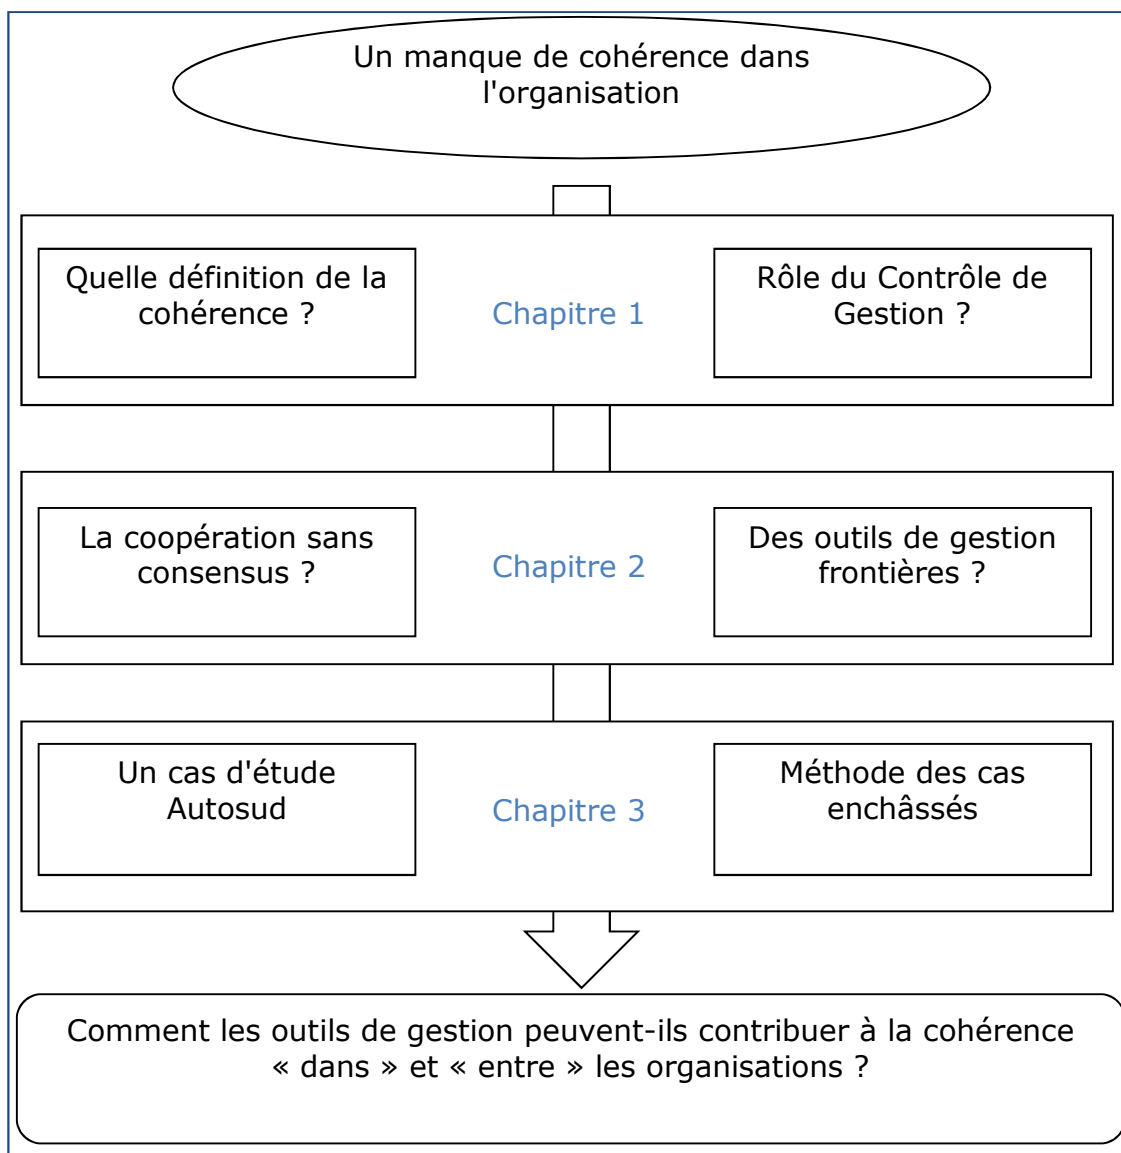 Un manque de cohérence dans
l'organisation
Quelle définition de la
cohérence ?
Chapitre 1
Rôle du Contrôle de
Gestion ?
La coopération sans
consensus ?
Chapitre 2
Des outils de gestion
frontières ?
Un cas d'étude
Autosud
Chapitre 3
Méthode des cas
enchâssés
Comment les outils de gestion peuvent-ils contribuer à la cohérence
« dans » et « entre » les organisations ?